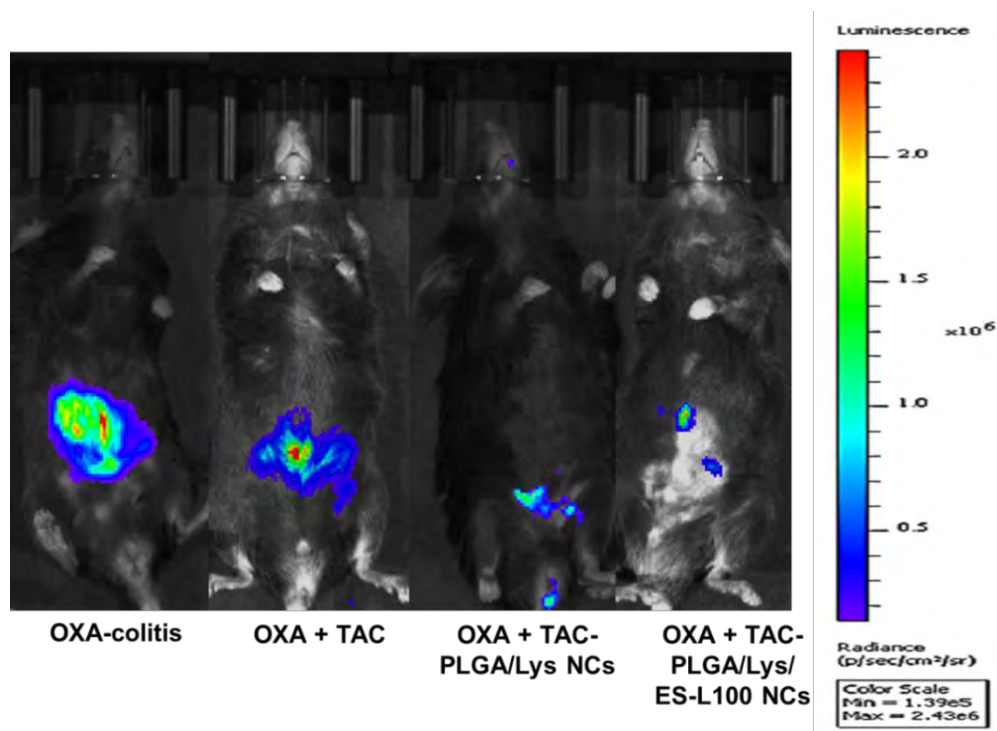 Luminescence
2.0
1.5
×10⁶
1.0
0.5
Radiance
(p/sec/cm²/sr)
Color Scale
Min = 1.39e5
Max = 2.43e6
OXA-colitis
OXA + TAC
OXA + TAC-
PLGA/Lys NCs
OXA + TAC-
PLGA/Lys/
ES-L100 NCs